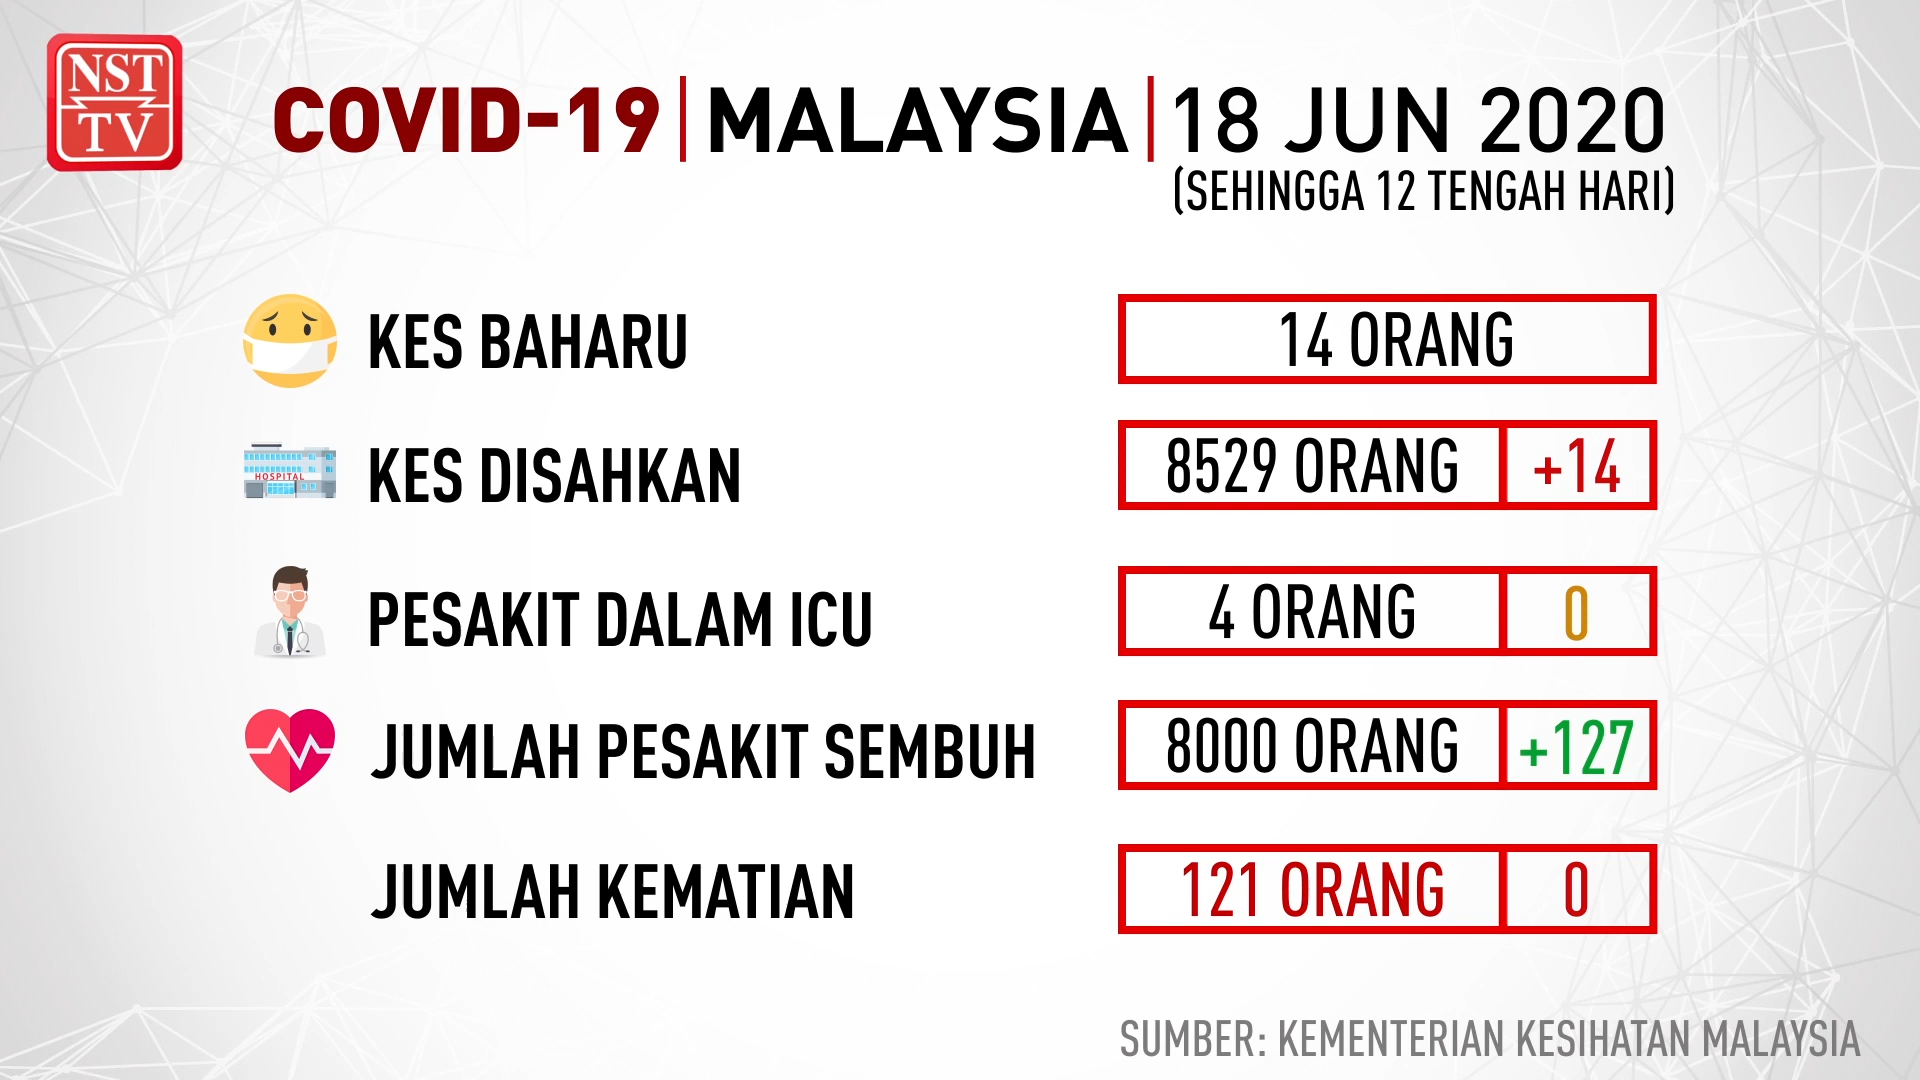 NST
TV
COVID-19 | MALAYSIA | 18 JUN 2020
(SEHINGGA 12 TENGAH HARI)
KES BAHARU 14 ORANG
HOSPITAL
KES DISAHKAN 8529 ORANG +14
PESAKIT DALAM ICU 4 ORANG 0
JUMLAH PESAKIT SEMBUH 8000 ORANG +127
JUMLAH KEMATIAN 121 ORANG 0
SUMBER: KEMENTERIAN KESIHATAN MALAYSIA